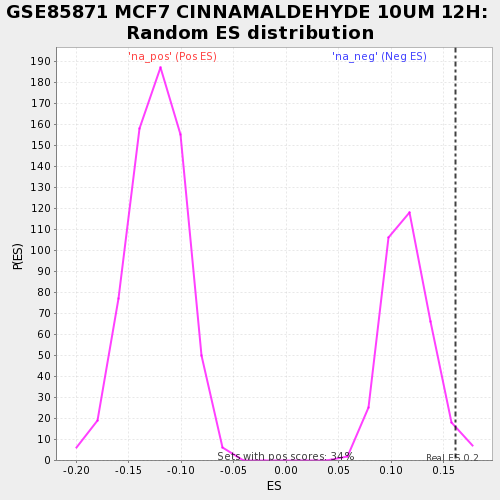 GSE85871 MCF7 CINNAMALDEHYDE 10UM 12H:
Random ES distribution
'na_pos' (Pos ES)
'na_neg' (Neg ES)
190
180
170
160
150
140
130
120
110
100
90
80
70
60
50
40
30
20
10
0
P(ES)
Sets with pos scores: 34%
Real ES 0.2
-0.20 -0.15 -0.10 -0.05 0.00 0.05 0.10 0.15
ES